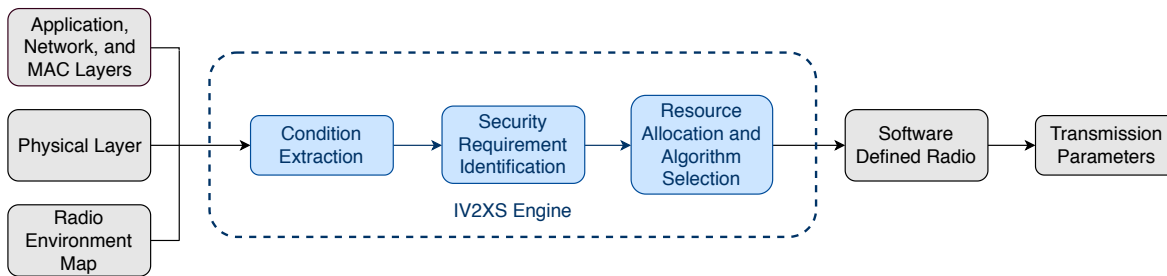 Application,
Network, and
MAC Layers
Physical Layer
Radio
Environment
Map
Condition
Extraction
Security
Requirement
Identification
Resource
Allocation and
Algorithm
Selection
IV2XS Engine
Software
Defined Radio
Transmission
Parameters